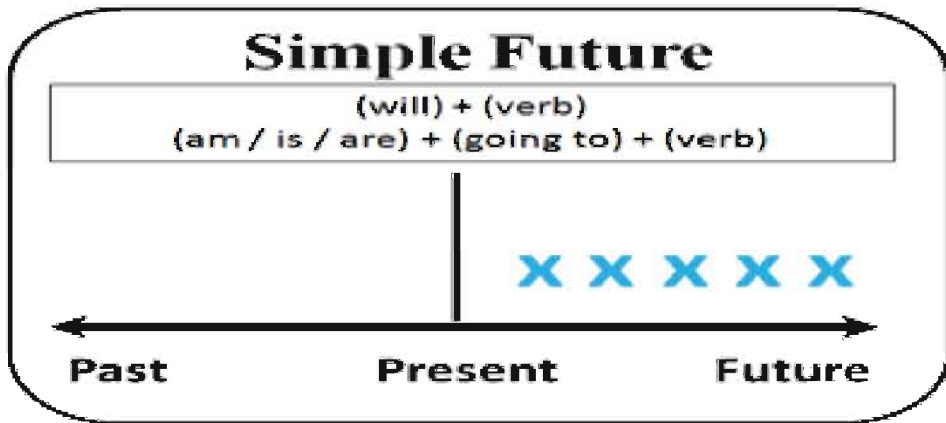 Simple Future
(will) + (verb)
(am / is / are) + (going to) + (verb)
X X X X X
Past Present Future